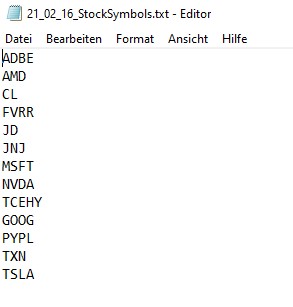 21_02_16_StockSymbols.txt - Editor
Datei Bearbeiten Format Ansicht Hilfe
ADBE
AMD
CL
FVRR
JD
JNJ
MSFT
NVDA
TCEHY
GOOG
PYPL
TXN
TSLA